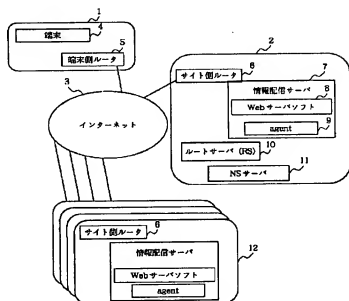 1
端末
4
5
端末側ルータ
2
3
サイト側ルータ
6
7
情報配信サーバ
8
Webサーバソフト
インターネット
agent
9
ルートサーバ (RS)
10
11
NSサーバ
サイト側ルータ
6
情報配信サーバ
12
Webサーバソフト
agent